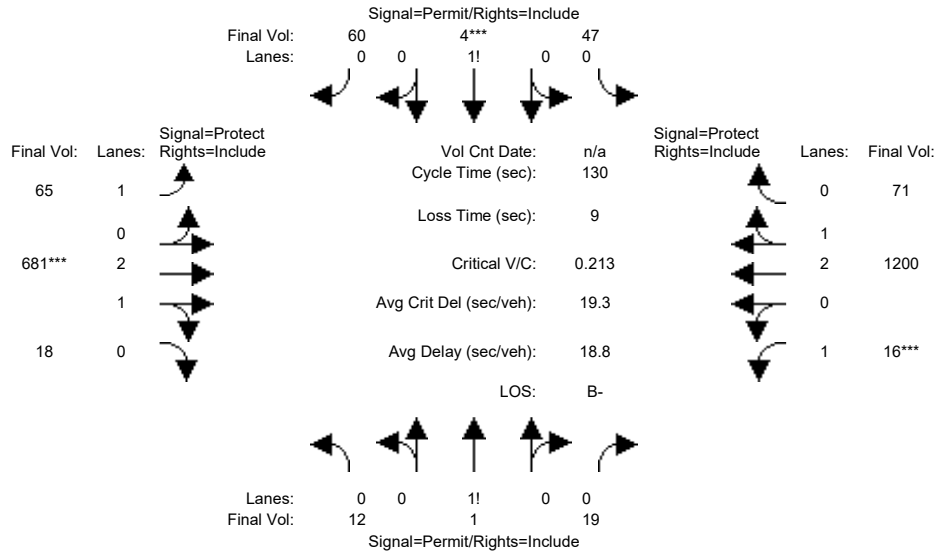 Signal=Permit/Rights=Include
Final Vol: 60 4*** 47
Lanes: 0 0 1! 0 0
Signal=Protect Signal=Protect
Final Vol: Lanes: Rights=Include Vol Cnt Date: n/a Rights=Include Lanes: Final Vol:
Cycle Time (sec): 130
65 1 0 71
Loss Time (sec): 9
0 1
681*** 2 Critical V/C: 0.213 2 1200
1 Avg Crit Del (sec/veh): 19.3 0
18 0 Avg Delay (sec/veh): 18.8 1 16***
LOS: B-
Lanes: 0 0 1! 0 0
Final Vol: 12 1 19
Signal=Permit/Rights=Include